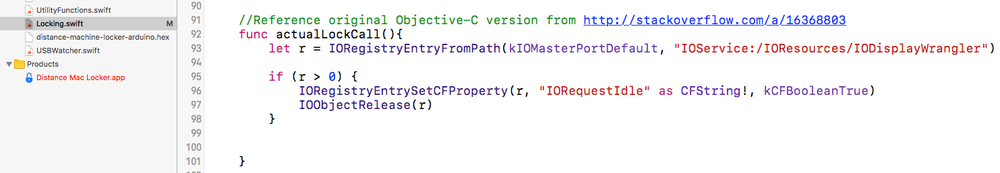 UtilityFunctions.swift
Locking.swift M
distance-machine-locker-arduino.hex
USBWatcher.swift
Products
Distance Mac Locker.app
90
91 //Reference original Objective-C version from http://stackoverflow.com/a/16368803
92 func actualLockCall(){
93 let r = IORegistryEntryFromPath(kIOMasterPortDefault, "IOService:/IOResources/IODisplayWrangler")
94
95 if (r > 0) {
96 IORegistryEntrySetCFProperty(r, "IORequestIdle" as CFString!, kCFBooleanTrue)
97 IOObjectRelease(r)
98 }
99
100
101 }